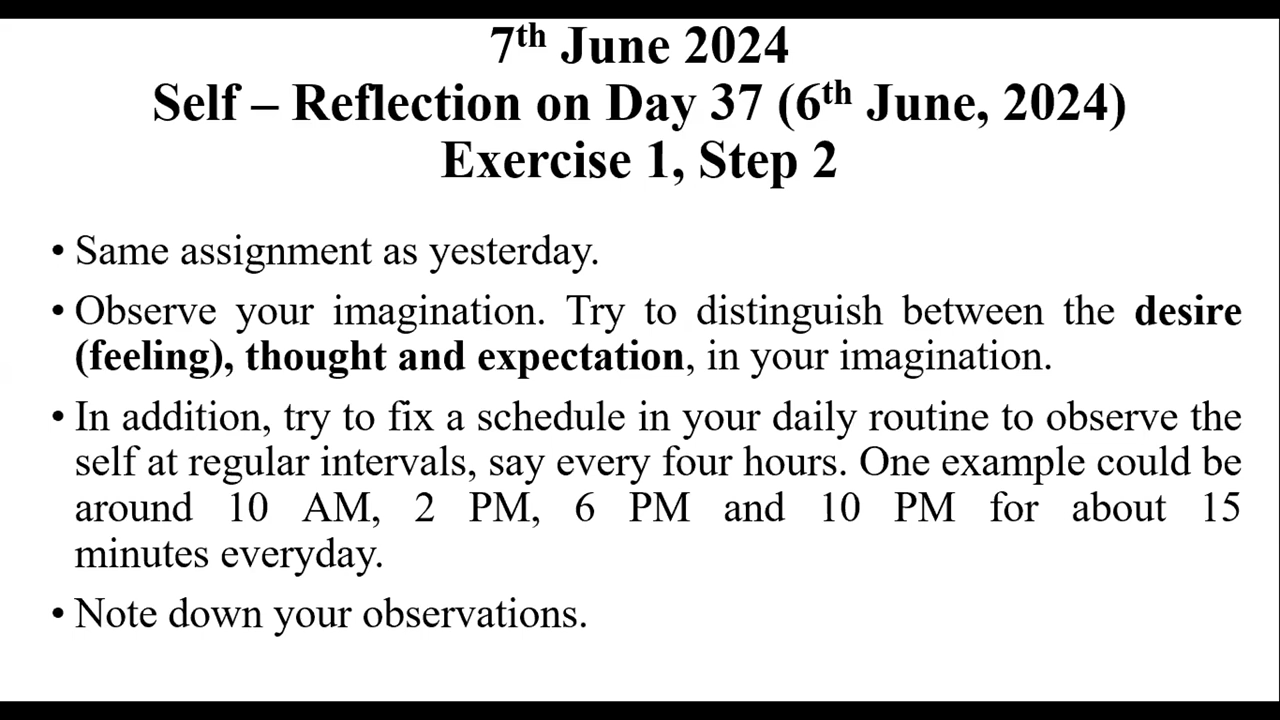 7th June 2024
Self – Reflection on Day 37 (6th June, 2024)
Exercise 1, Step 2
• Same assignment as yesterday.
• Observe your imagination. Try to distinguish between the desire
(feeling), thought and expectation, in your imagination.
• In addition, try to fix a schedule in your daily routine to observe the
self at regular intervals, say every four hours. One example could be
around 10 AM, 2 PM, 6 PM and 10 PM for about 15
minutes everyday.
• Note down your observations.